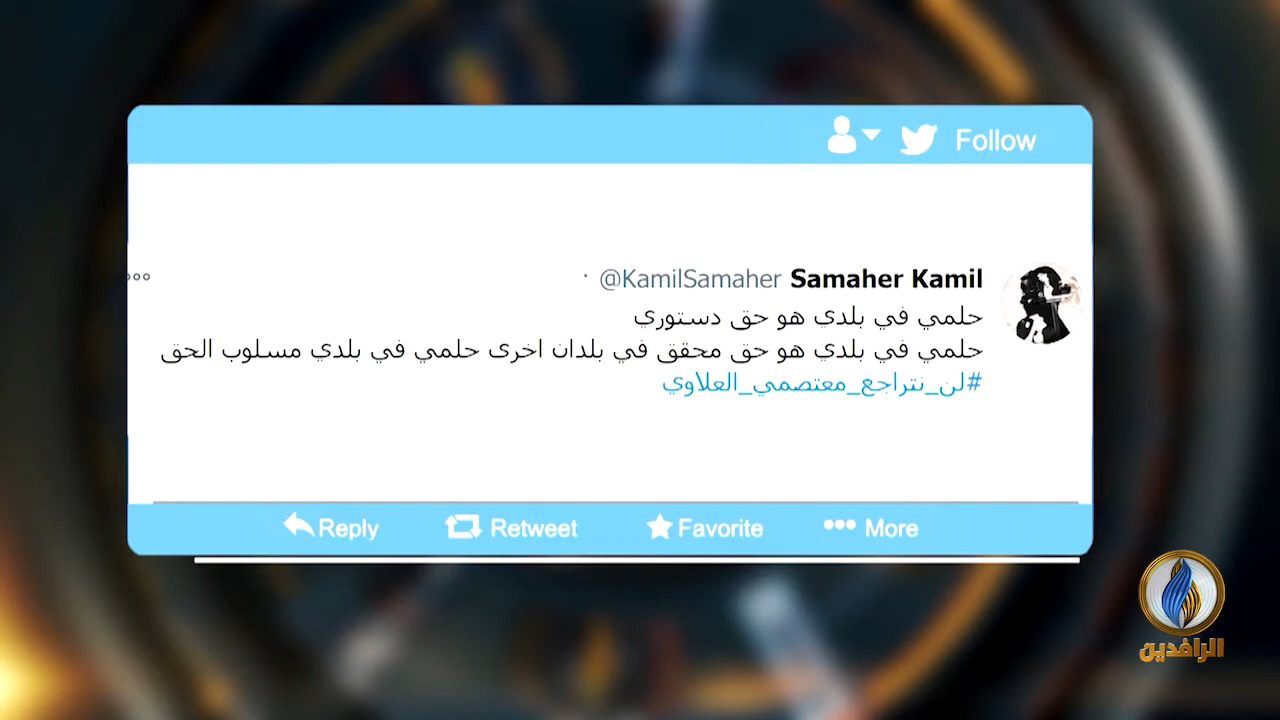 Follow
Samaher Kamil @KamilSamaher ·
حلمي في بلدي هو حق دستوري
حلمي في بلدي هو حق محقق في بلدان اخرى حلمي في بلدي مسلوب الحق
#لن_نتراجع_معتصمي_العلاوي
Reply Retweet Favorite More
الرافدين